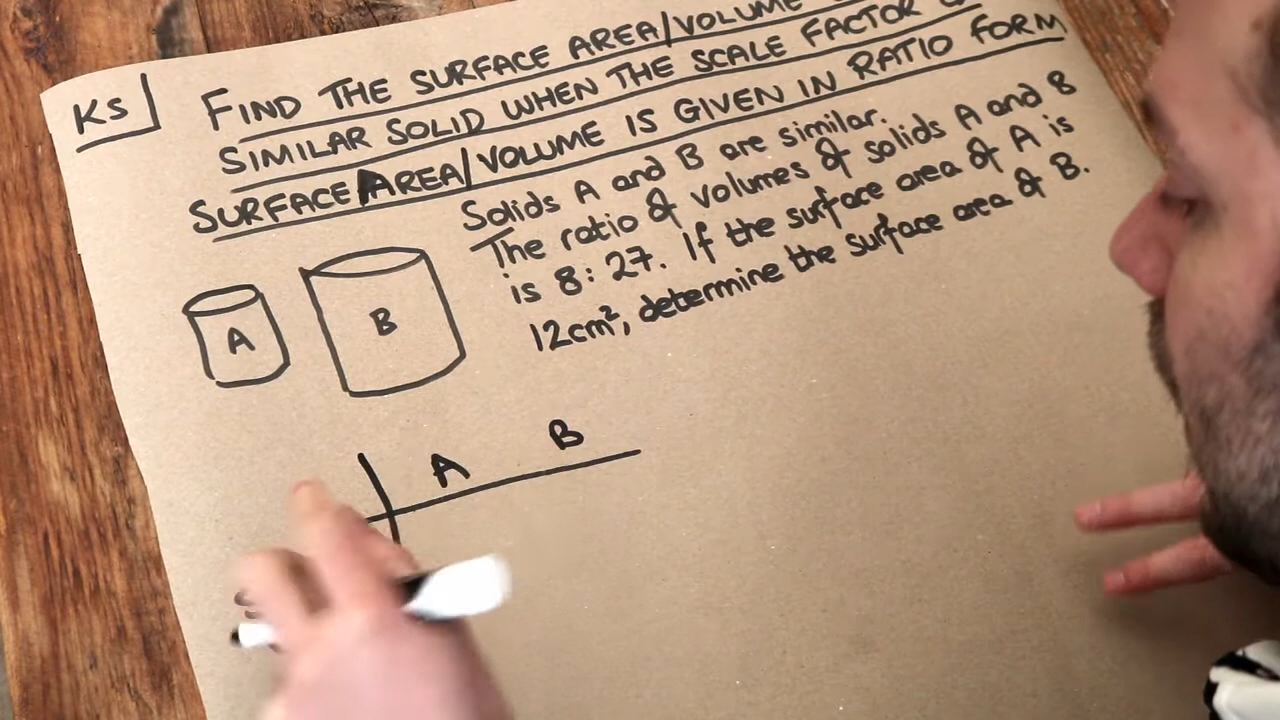 K5
FIND THE SURFACE AREA/VOLUME
SIMILAR SOLID WHEN THE SCALE FACTOR
SURFACE AREA/VOLUME IS GIVEN IN RATIO FORM
Solids A and B are similar.
The ratio of volumes of solids A and B
is 8:27. If the surface area of A is
12cm², determine the surface area of B.
A
B
A B